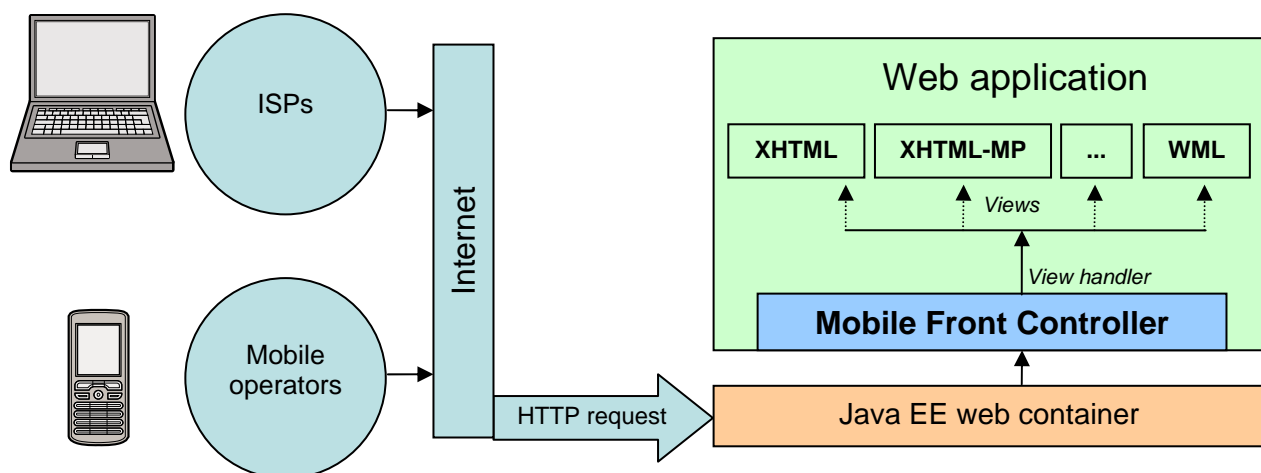 ISPs
Mobile
operators
Internet
HTTP request
Web application
XHTML
XHTML-MP
...
WML
Views
View handler
Mobile Front Controller
Java EE web container